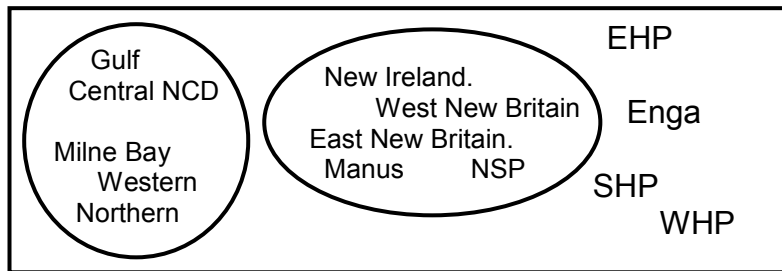 Gulf
Central NCD
Milne Bay
Western
Northern
New Ireland.
West New Britain
East New Britain.
Manus NSP
EHP
Enga
SHP
WHP